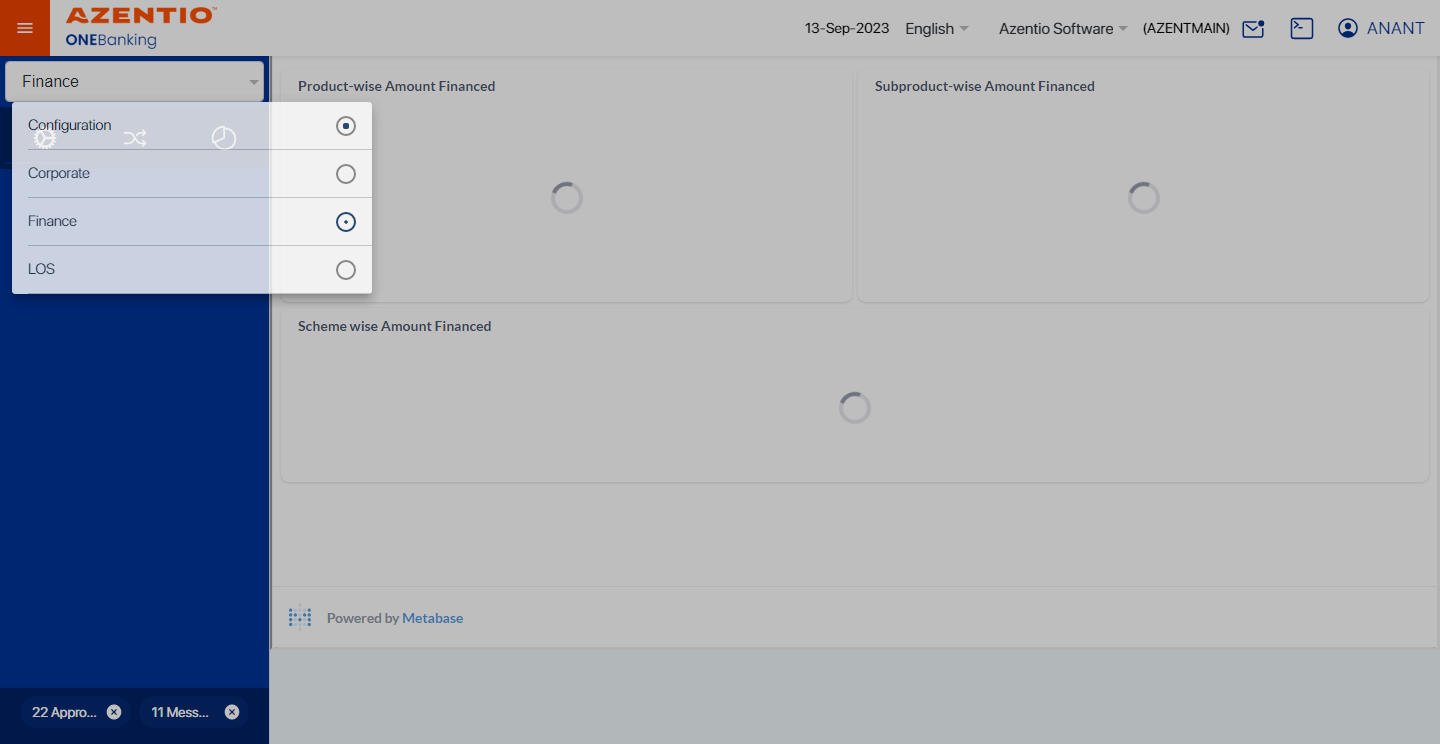 AZENTIO™
ONEBanking
13-Sep-2023 English Azentio Software (AZENTMAIN) ANANT
Finance
Configuration
Corporate
Finance
LOS
Product-wise Amount Financed
Subproduct-wise Amount Financed
Scheme wise Amount Financed
Powered by Metabase
22 Appro...
11 Mess...